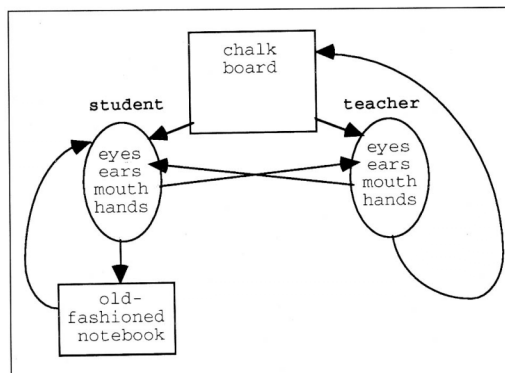 chalk
board
student
teacher
eyes
ears
mouth
hands
eyes
ears
mouth
hands
old-
fashioned
notebook